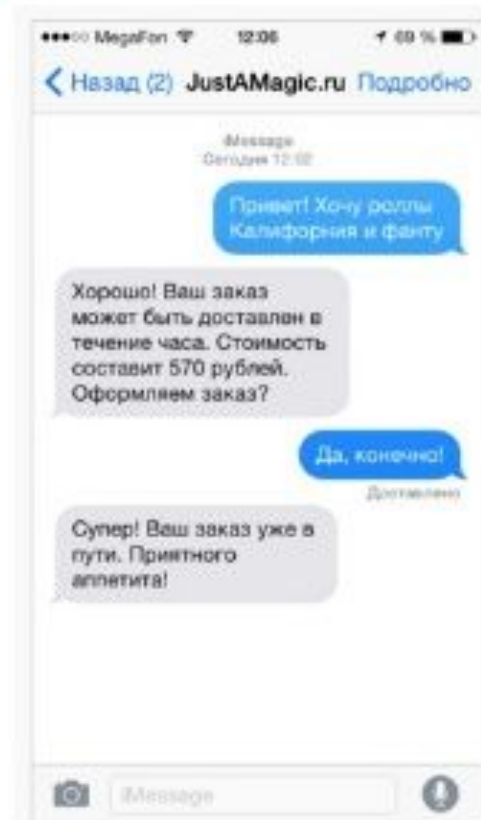 MegaFon 12:06 69 %
Назад (2) JustAMagic.ru Подробно
iMessage
Сегодня 12:02
Привет! Хочу роллы
Калифорния и фанту
Хорошо! Ваш заказ
может быть доставлен в
течение часа. Стоимость
составит 570 рублей.
Оформляем заказ?
Да, конечно!
Доставлено
Супер! Ваш заказ уже в
пути. Приятного
аппетита!
iMessage